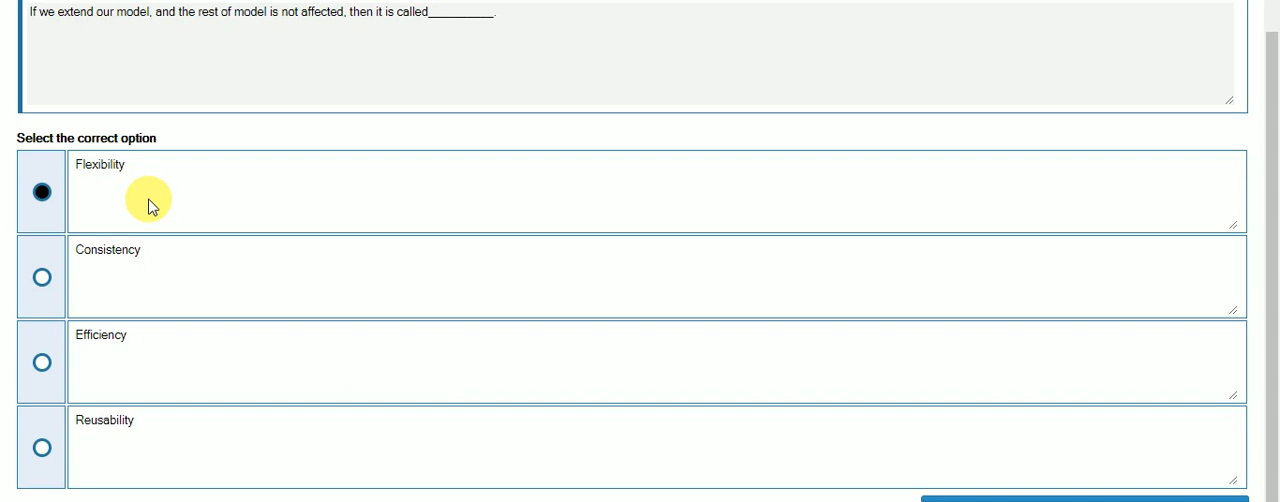 If we extend our model, and the rest of model is not affected, then it is called__________.
Select the correct option
Flexibility
Consistency
Efficiency
Reusability